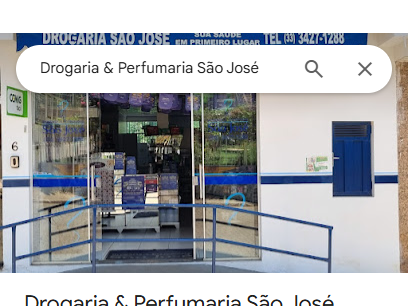 DROGARIA SÃO JOSÉ
SUA SAÚDE
EM PRIMEIRO LUGAR
TEL (33) 3427-1288
Drogaria & Perfumaria São José
6
Drogaria & Perfumaria São José